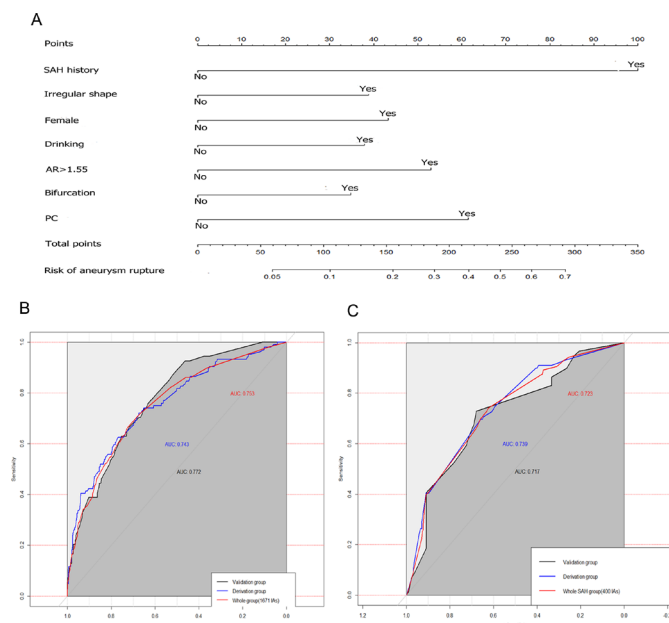 A
Points 0 10 20 30 40 50 60 70 80 90 100
SAH history No Yes
Irregular shape No Yes
Female No Yes
Drinking No Yes
AR>1.55 No Yes
Bifurcation No Yes
PC No Yes
Total points 0 50 100 150 200 250 300 350
Risk of aneurysm rupture 0.05 0.1 0.2 0.3 0.4 0.5 0.6 0.7
B
Sensitivity
1.0
0.8
0.6
0.4
0.2
0.0
AUC: 0.753
AUC: 0.743
AUC: 0.772
Validation group
Derivation group
Whole group(1671 IAs)
1.0 0.8 0.6 0.4 0.2 0.0
C
Sensitivity
1.0
0.8
0.6
0.4
0.2
0.0
AUC: 0.725
AUC: 0.739
AUC: 0.717
Validation group
Derivation group
Whole SAH group(400 IAs)
1.2 1.0 0.8 0.6 0.4 0.2 0.0